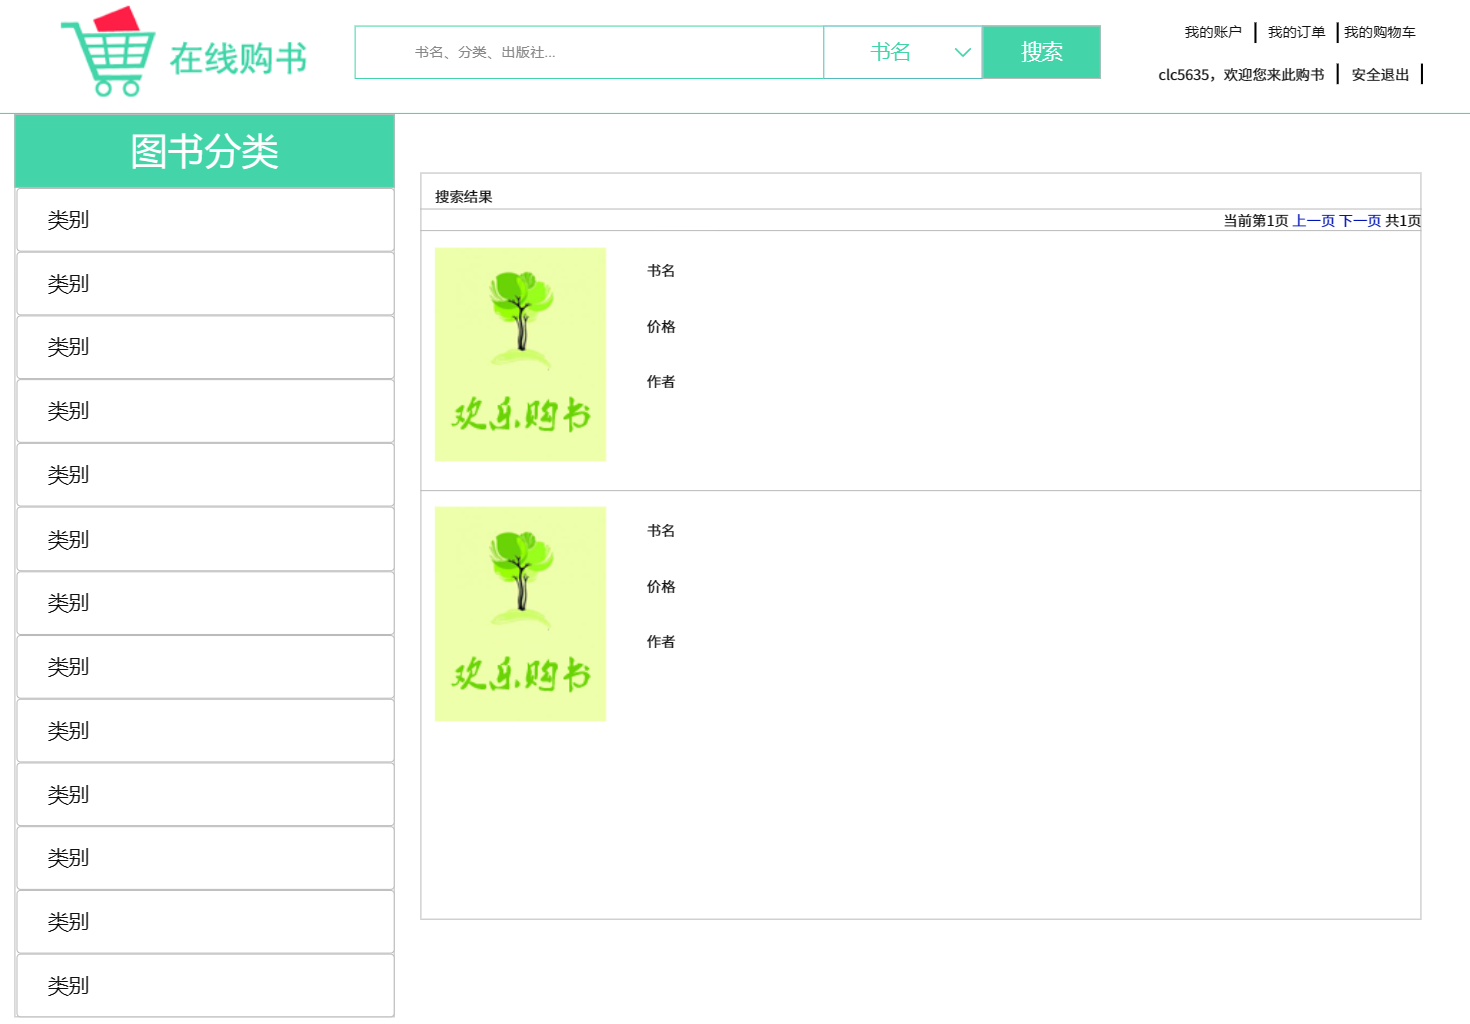 在线购书
书名、分类、出版社...
书名
搜索
我的账户
我的订单
我的购物车
clc5635，欢迎您来此购书
安全退出
图书分类
类别
类别
类别
类别
类别
类别
类别
类别
类别
类别
类别
类别
类别
搜索结果
当前第1页 上一页 下一页 共1页
欢乐购书
书名
价格
作者
欢乐购书
书名
价格
作者